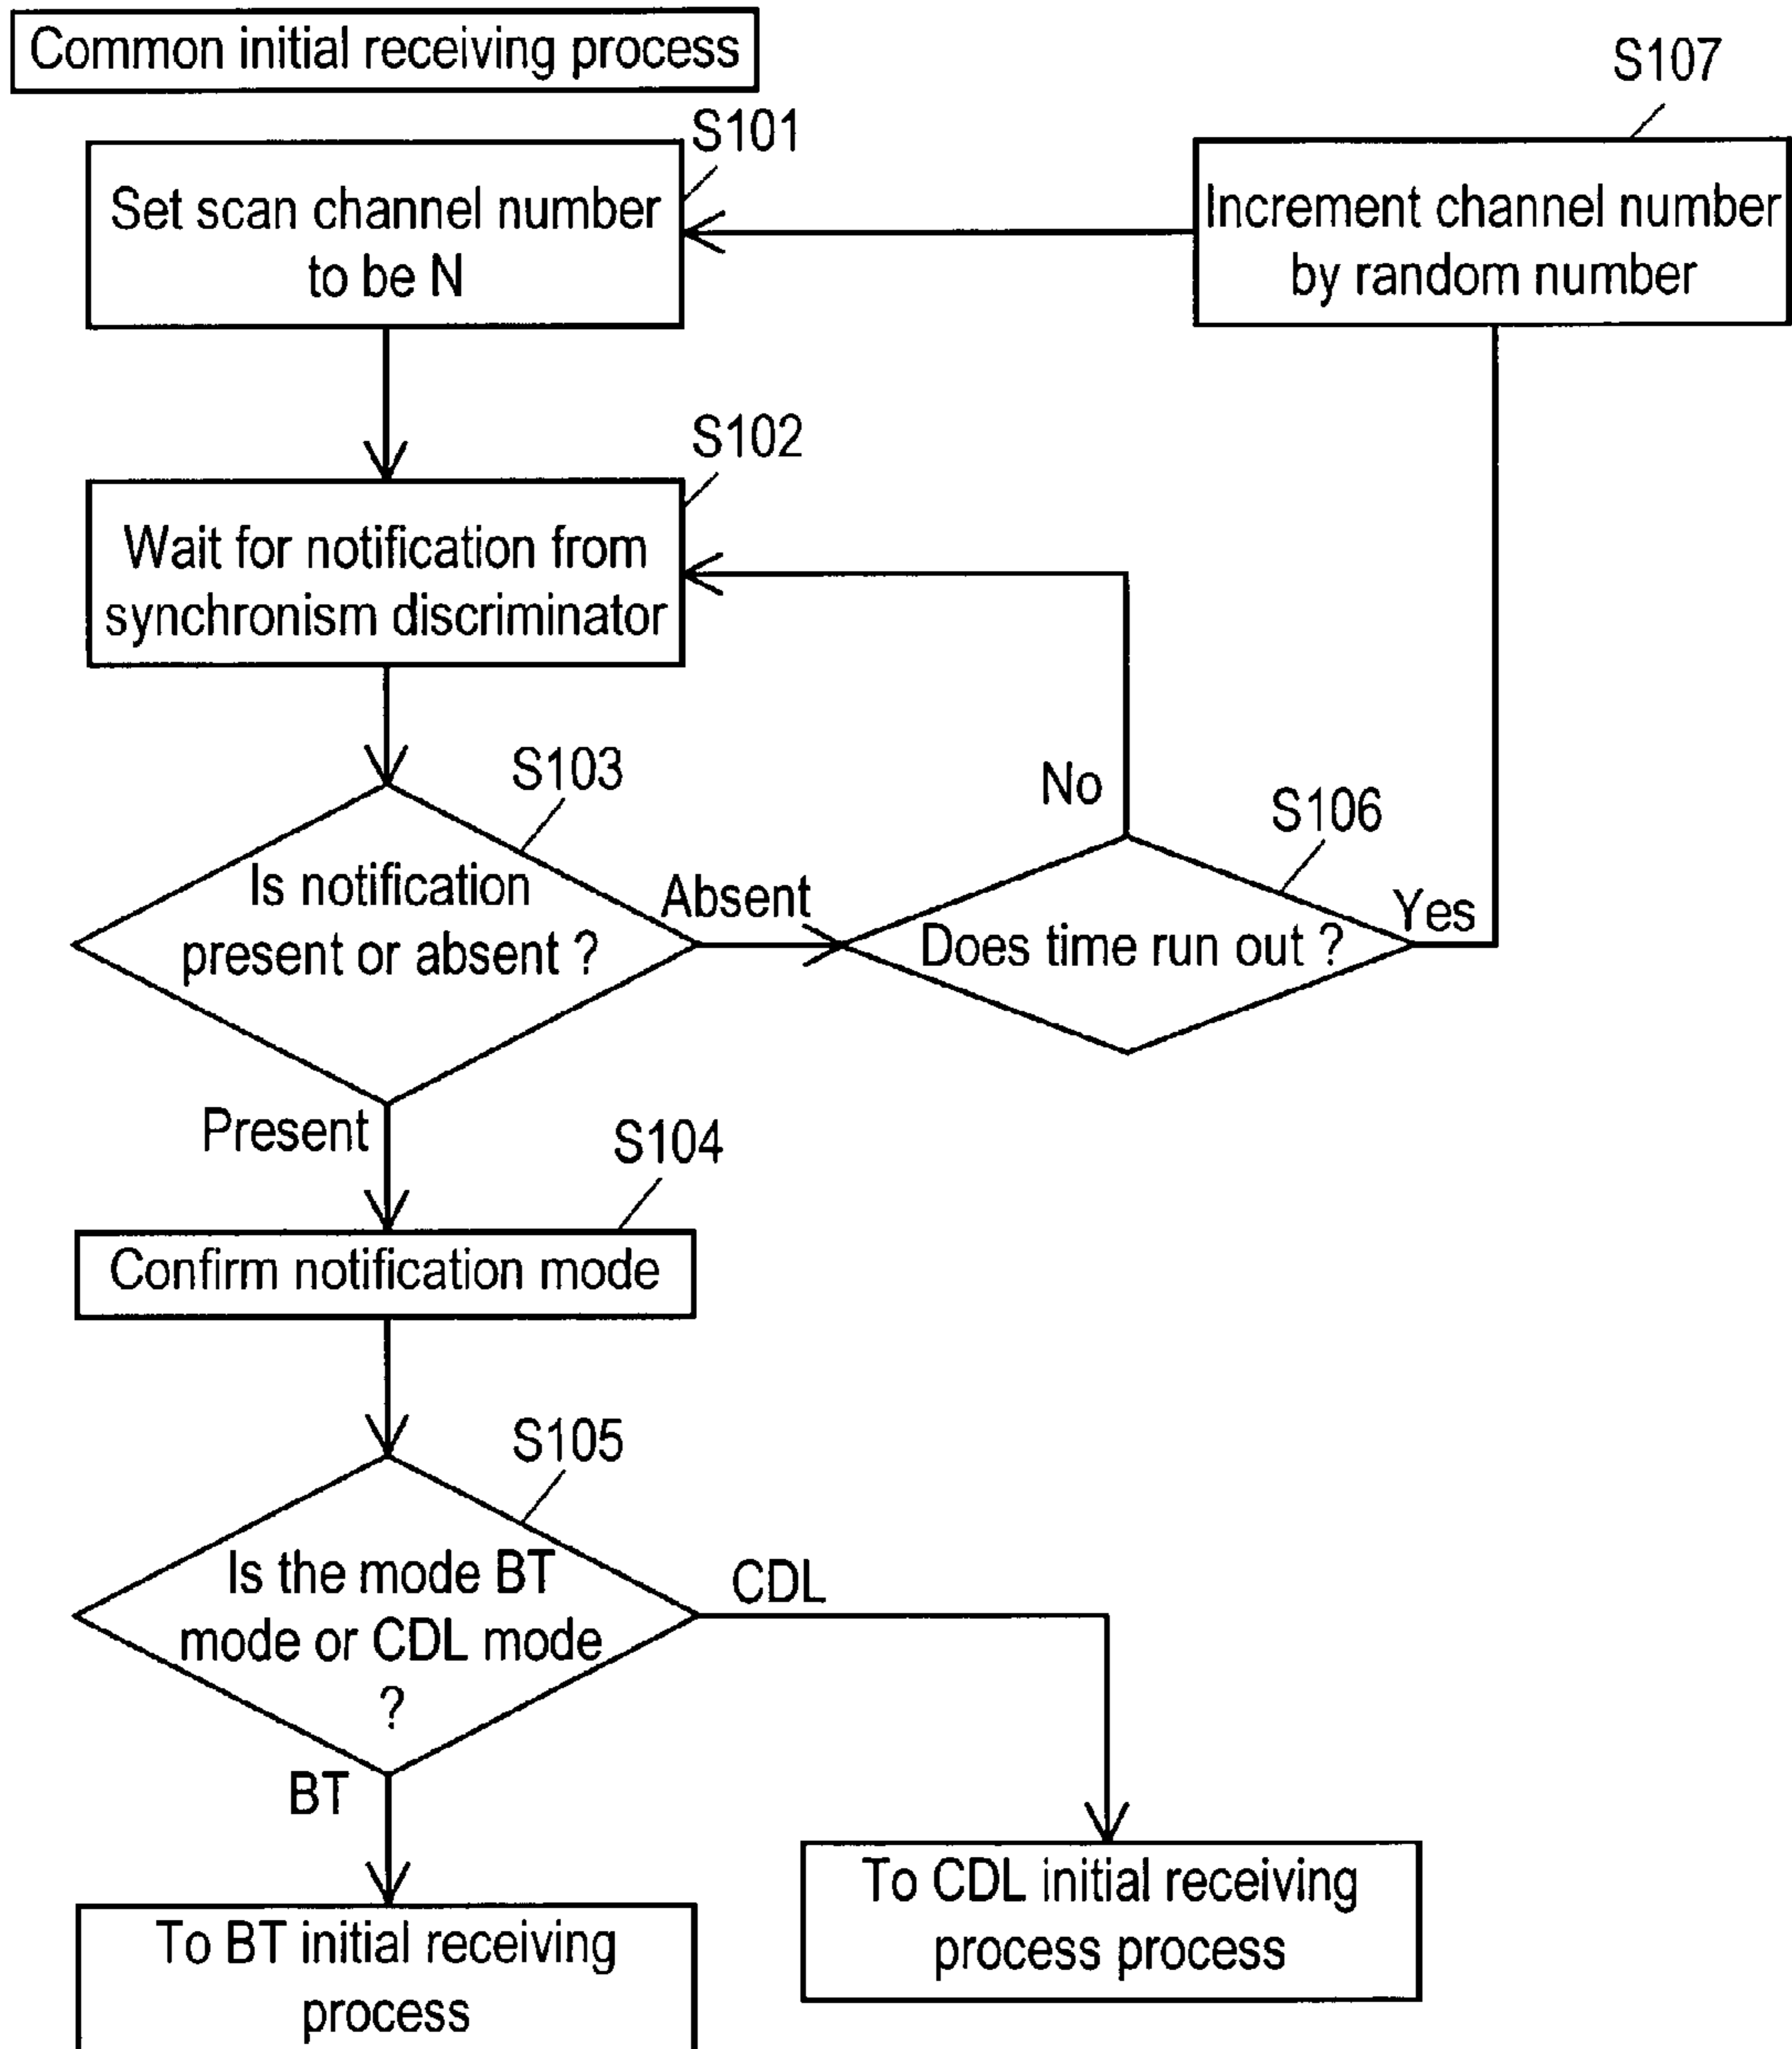 Common initial receiving process
S107
S101
Set scan channel number
to be N
Increment channel number
by random number
S102
Wait for notification from
synchronism discriminator
S103
No
S106
Is notification
present or absent ?
Absent
Does time run out ?
Yes
Present
S104
Confirm notification mode
S105
Is the mode BT
mode or CDL mode
?
CDL
BT
To CDL initial receiving
process process
To BT initial receiving
process